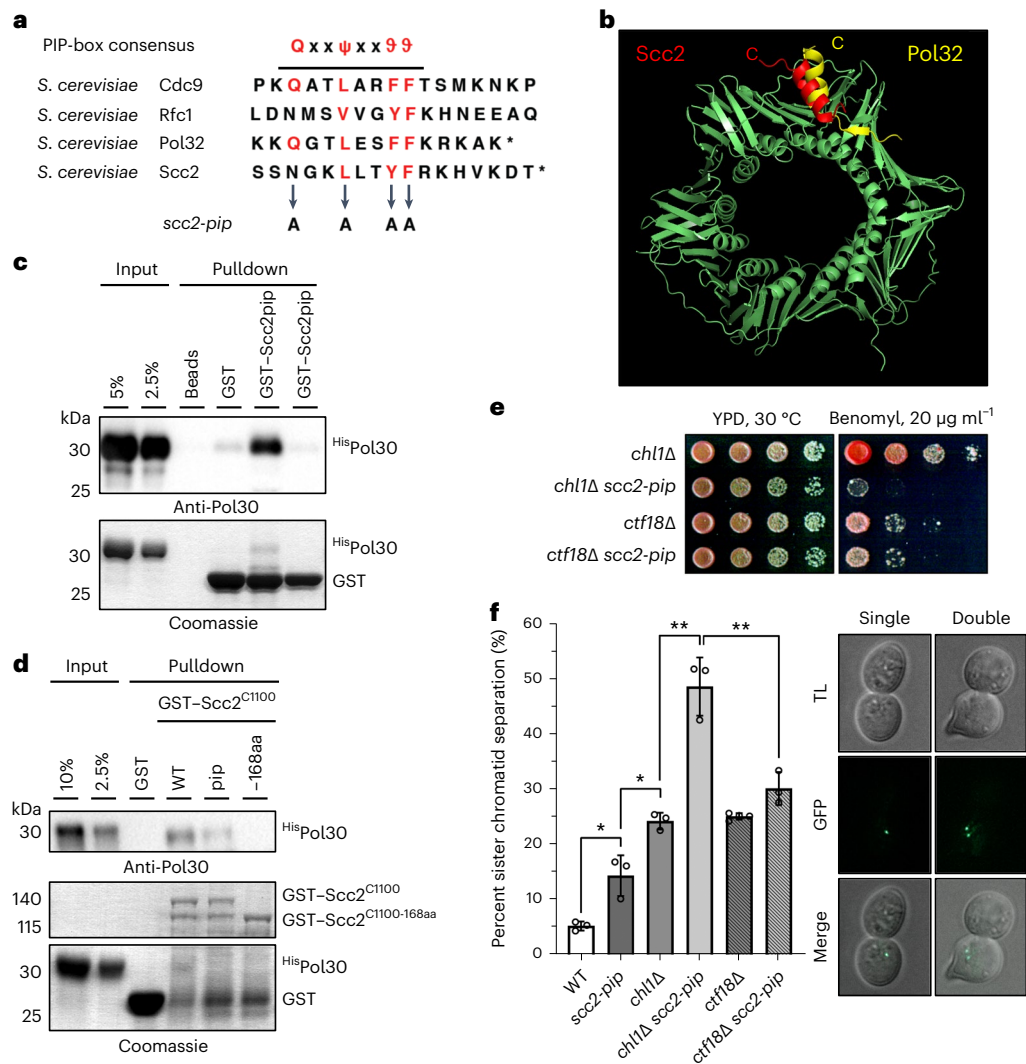 a
PIP-box consensus Q x x ψ x x ϑ ϑ
S. cerevisiae Cdc9 P K Q A T L A R F F T S M K N K P
S. cerevisiae Rfc1 L D N M S V V G Y F K H N E E A Q
S. cerevisiae Pol32 K K Q G T L E S F F K R K A K *
S. cerevisiae Scc2 S S N G K L L T Y F R K H V K D T *
scc2-pip A A A A
b
Scc2 C C Pol32
c
Input Pulldown
5% 2.5% Beads GST GST–Scc2pip GST–Scc2pip
kDa
30 HisPol30
25
Anti-Pol30
30 HisPol30
GST
25
Coomassie
d
Input Pulldown
GST–Scc2C1100
10% 2.5% GST WT pip –168aa
kDa
30 HisPol30
Anti-Pol30
140 GST–Scc2C1100
115 GST–Scc2C1100-168aa
30 HisPol30
GST
25
Coomassie
e
YPD, 30 °C Benomyl, 20 μg ml–1
chl1Δ
chl1Δ scc2-pip
ctf18Δ
ctf18Δ scc2-pip
f
Percent sister chromatid separation (%)
60
50
40
30
20
10
0
* * ** **
WT scc2-pip chl1Δ chl1Δ scc2-pip ctf18Δ ctf18Δ scc2-pip
Single Double
TL
GFP
Merge